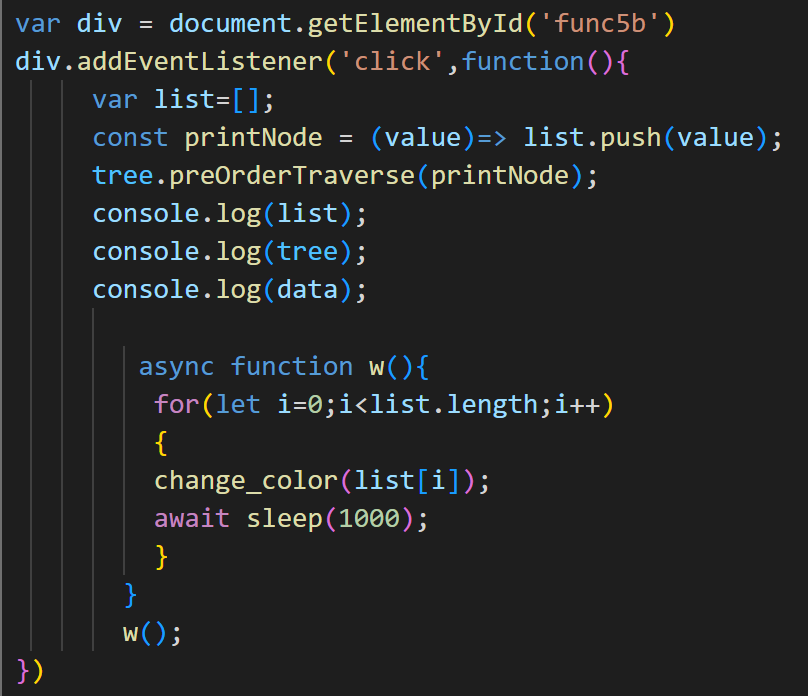 var div = document.getElementById('func5b')
div.addEventListener('click',function(){
var list=[];
const printNode = (value)=> list.push(value);
tree.preOrderTraverse(printNode);
console.log(list);
console.log(tree);
console.log(data);
async function w(){
for(let i=0;i<list.length;i++)
{
change_color(list[i]);
await sleep(1000);
}
}
w();
})